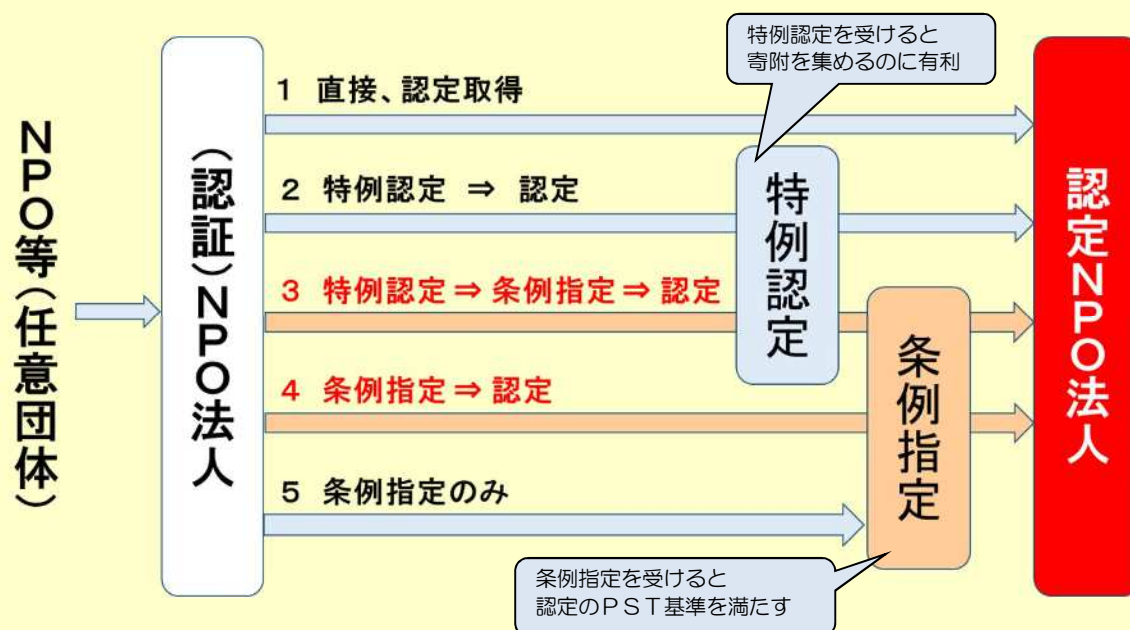 NPO等(任意団体)
(認証)NPO法人
特例認定を受けると
寄附を集めるのに有利
1 直接、認定取得
2 特例認定 ⇒ 認定
3 特例認定⇒条例指定⇒認定
4 条例指定⇒認定
5 条例指定のみ
特例認定
条例指定
条例指定を受けると
認定のPST基準を満たす
認定NPO法人